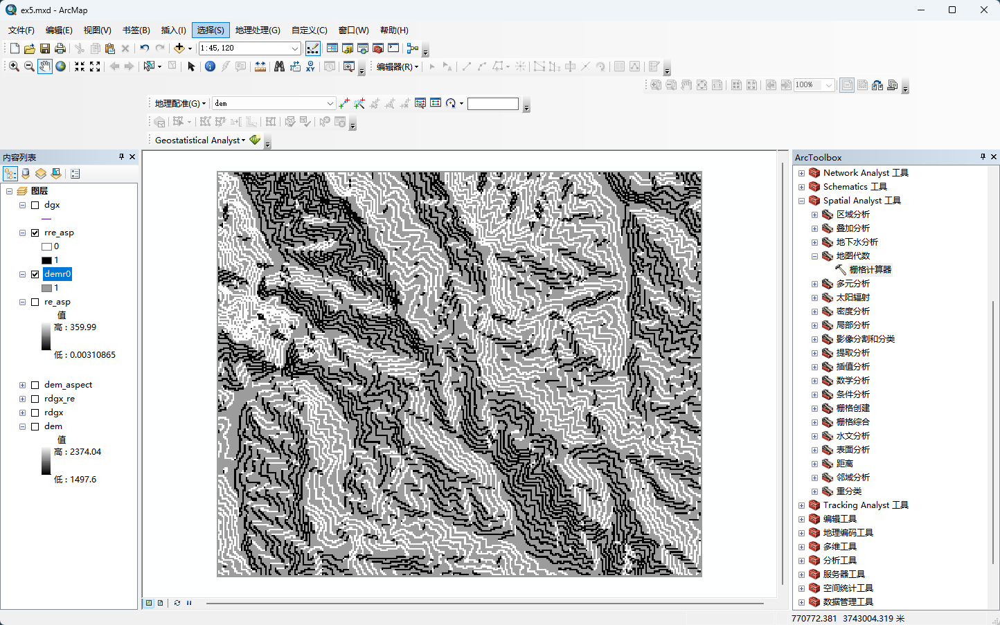 ex5.mxd - ArcMap
文件(F) 编辑(E) 视图(V) 书签(B) 插入(I) 选择(S) 地理处理(G) 自定义(C) 窗口(W) 帮助(H)
1:45,120
编辑器(R)
100%
地理配准(G) dem
Geostatistical Analyst
内容列表
图层
dgx
rre_asp
0
1
demr0
1
re_asp
值
高 : 359.99
低 : 0.00310865
dem_aspect
rdgx_re
rdgx
dem
值
高 : 2374.04
低 : 1497.6
ArcToolbox
Network Analyst 工具
Schematics 工具
Spatial Analyst 工具
区域分析
叠加分析
地下水分析
地图代数
栅格计算器
多元分析
太阳辐射
密度分析
局部分析
影像分割和分类
提取分析
插值分析
数学分析
条件分析
栅格创建
栅格综合
水文分析
表面分析
距离
邻域分析
重分类
Tracking Analyst 工具
编辑工具
地理编码工具
多维工具
分析工具
服务器工具
空间统计工具
数据管理工具
770772.381 3743004.319 米